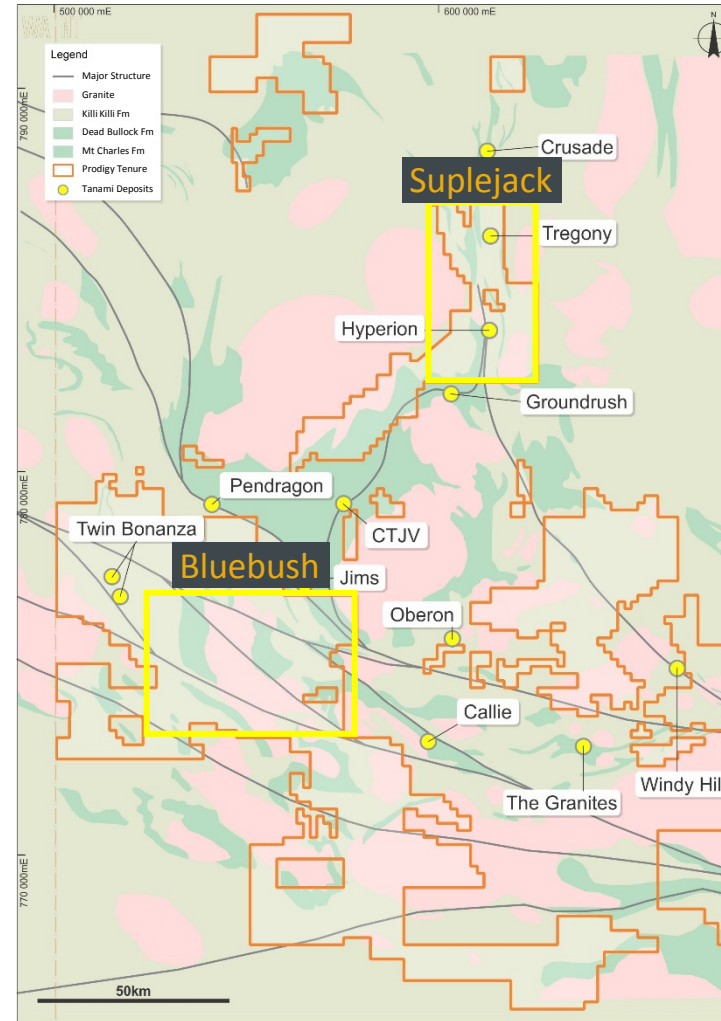 500 000 mE
600 000 mE
WA NT
N
Legend
Major Structure
Granite
Killi Killi Fm
Dead Bullock Fm
Mt Charles Fm
Prodigy Tenure
Tanami Deposits
790 000mE
Crusade
Suplejack
Tregony
Hyperion
Groundrush
780 000mE
Pendragon
CTJV
Twin Bonanza
Bluebush
Jims
Oberon
Callie
The Granites
Windy Hil
770 000mE
50km